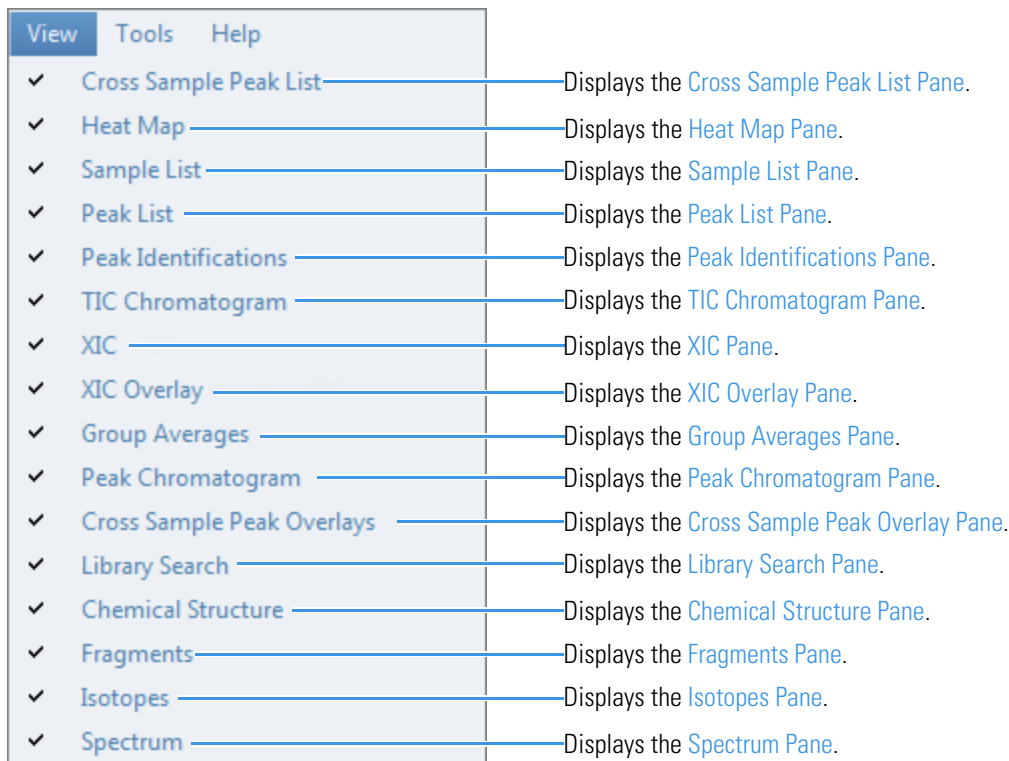 View Tools Help
Cross Sample Peak List Displays the Cross Sample Peak List Pane.
Heat Map Displays the Heat Map Pane.
Sample List Displays the Sample List Pane.
Peak List Displays the Peak List Pane.
Peak Identifications Displays the Peak Identifications Pane.
TIC Chromatogram Displays the TIC Chromatogram Pane.
XIC Displays the XIC Pane.
XIC Overlay Displays the XIC Overlay Pane.
Group Averages Displays the Group Averages Pane.
Peak Chromatogram Displays the Peak Chromatogram Pane.
Cross Sample Peak Overlays Displays the Cross Sample Peak Overlay Pane.
Library Search Displays the Library Search Pane.
Chemical Structure Displays the Chemical Structure Pane.
Fragments Displays the Fragments Pane.
Isotopes Displays the Isotopes Pane.
Spectrum Displays the Spectrum Pane.